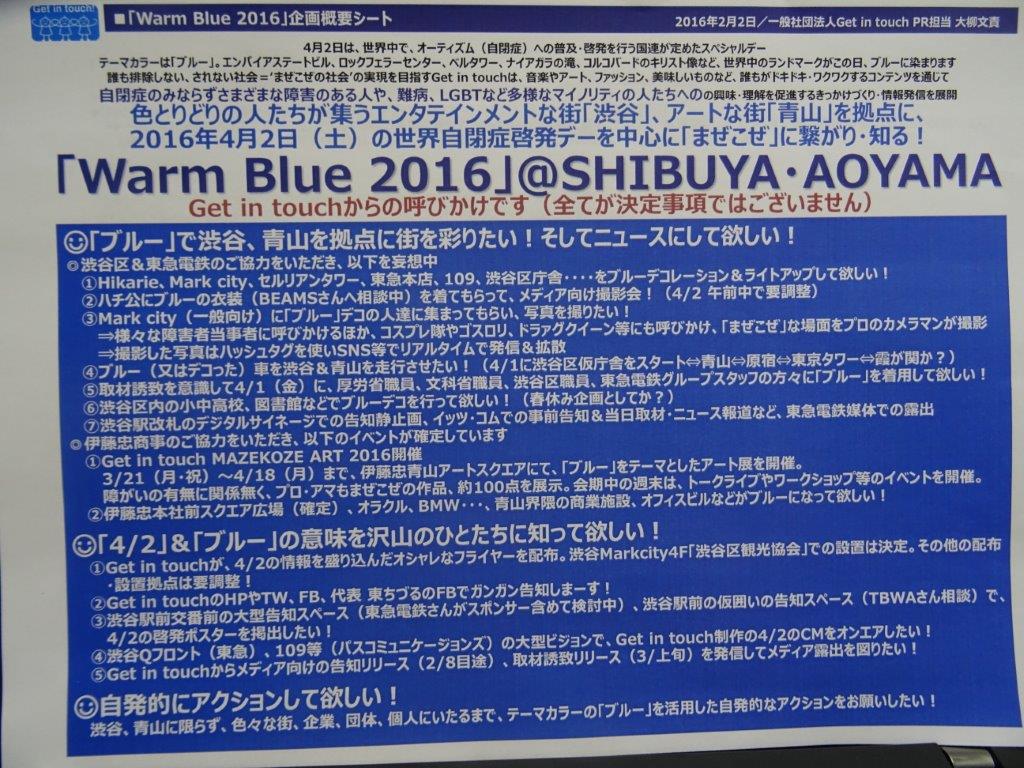 Get in touch!
■「Warm Blue 2016」企画概要シート
2016年2月2日／一般社団法人Get in touch PR担当 大柳文責
4月2日は、世界中で、オーティズム（自閉症）への普及・啓発を行う国連が定めたスペシャルデー
テーマカラーは「ブルー」。エンパイアステートビル、ロックフェラーセンター、ベルタワー、ナイアガラの滝、コルコバードのキリスト像など、世界中のランドマークがこの日、ブルーに染まります
誰も排除しない、されない社会＝'まぜこぜの社会'の実現を目指すGet in touchは、音楽やアート、ファッション、美味しいものなど、誰もがドキドキ・ワクワクするコンテンツを通じて
自閉症のみならずさまざまな障害のある人や、難病、LGBTなど多様なマイノリティの人たちへのの興味・理解を促進するきっかけづくり・情報発信を展開
色とりどりの人たちが集うエンタテインメントな街「渋谷」、アートな街「青山」を拠点に、
2016年4月2日（土）の世界自閉症啓発デーを中心に「まぜこぜ」に繋がり・知る！
「Warm Blue 2016」@SHIBUYA・AOYAMA
Get in touchからの呼びかけです（全てが決定事項ではございません）
☺「ブルー」で渋谷、青山を拠点に街を彩りたい！そしてニュースにして欲しい！
◎渋谷区＆東急電鉄のご協力をいただき、以下を妄想中
①Hikarie、Mark city、セルリアンタワー、東急本店、109、渋谷区庁舎････をブルーデコレーション＆ライトアップして欲しい！
②ハチ公にブルーの衣装（BEAMSさんへ相談中）を着てもらって、メディア向け撮影会！（4/2 午前中で要調整）
③Mark city（一般向け）に「ブルー」デコの人達に集まってもらい、写真を撮りたい！
⇒様々な障害者当事者に呼びかけるほか、コスプレ隊やゴスロリ、ドラァグクイーン等にも呼びかけ、「まぜこぜ」な場面をプロのカメラマンが撮影
⇒撮影した写真はハッシュタグを使いSNS等でリアルタイムで発信＆拡散
④ブルー（又はデコった）車を渋谷＆青山を走行させたい！（4/1に渋谷区仮庁舎をスタート⇔青山⇔原宿⇔東京タワー⇔霞が関か？）
⑤取材誘致を意識して4/1（金）に、厚労省職員、文科省職員、渋谷区職員、東急電鉄グループスタッフの方々に「ブルー」を着用して欲しい！
⑥渋谷区内の小中高校、図書館などでブルーデコを行って欲しい！（春休み企画としてか？）
⑦渋谷駅改札のデジタルサイネージでの告知静止画、イッツ・コムでの事前告知＆当日取材・ニュース報道など、東急電鉄媒体での露出
◎伊藤忠商事のご協力をいただき、以下のイベントが確定しています
①Get in touch MAZEKOZE ART 2016開催
3/21（月・祝）～4/18（月）まで、伊藤忠青山アートスクエアにて、「ブルー」をテーマとしたアート展を開催。
障がいの有無に関係無く、プロ・アマもまぜこぜの作品、約100点を展示。会期中の週末は、トークライブやワークショップ等のイベントを開催。
②伊藤忠本社前スクエア広場（確定）、オラクル、BMW･･･、青山界隈の商業施設、オフィスビルなどがブルーになって欲しい！
☺「4/2」＆「ブルー」の意味を沢山のひとたちに知って欲しい！
①Get in touchが、4/2の情報を盛り込んだオシャレなフライヤーを配布。渋谷Markcity4F「渋谷区観光協会」での設置は決定。その他の配布
・設置拠点は要調整！
②Get in touchのHPやTW、FB、代表 東ちづるのFBでガンガン告知しまーす！
③渋谷駅前交番前の大型告知スペース（東急電鉄さんがスポンサー含めて検討中）、渋谷駅前の仮囲いの告知スペース（TBWAさん相談）で、
4/2の啓発ポスターを掲出したい！
④渋谷Qフロント（東急）、109等（パスコミュニケーションズ）の大型ビジョンで、Get in touch制作の4/2のCMをオンエアしたい！
⑤Get in touchからメディア向けの告知リリース（2/8目途）、取材誘致リリース（3/上旬）を発信してメディア露出を図りたい！
☺自発的にアクションして欲しい！
渋谷、青山に限らず、色々な街、企業、団体、個人にいたるまで、テーマカラーの「ブルー」を活用した自発的なアクションをお願いしたい！